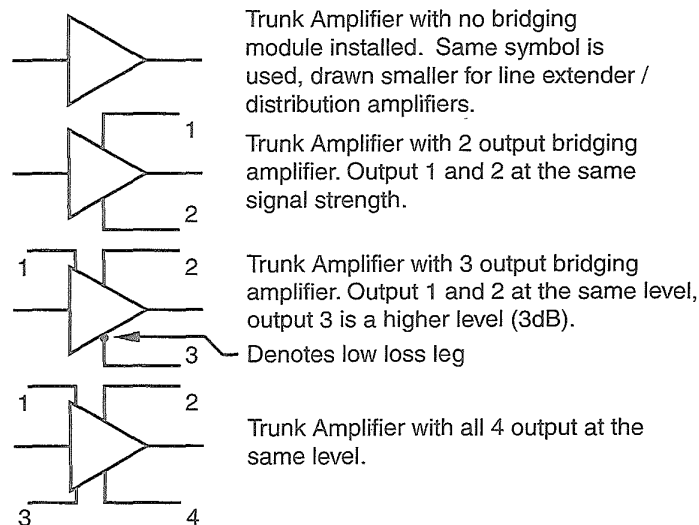 Trunk Amplifier with no bridging
module installed. Same symbol is
used, drawn smaller for line extender /
distribution amplifiers.
1
2
Trunk Amplifier with 2 output bridging
amplifier. Output 1 and 2 at the same
signal strength.
1
2
3
Trunk Amplifier with 3 output bridging
amplifier. Output 1 and 2 at the same level,
output 3 is a higher level (3dB).
Denotes low loss leg
1
2
3
4
Trunk Amplifier with all 4 output at the
same level.